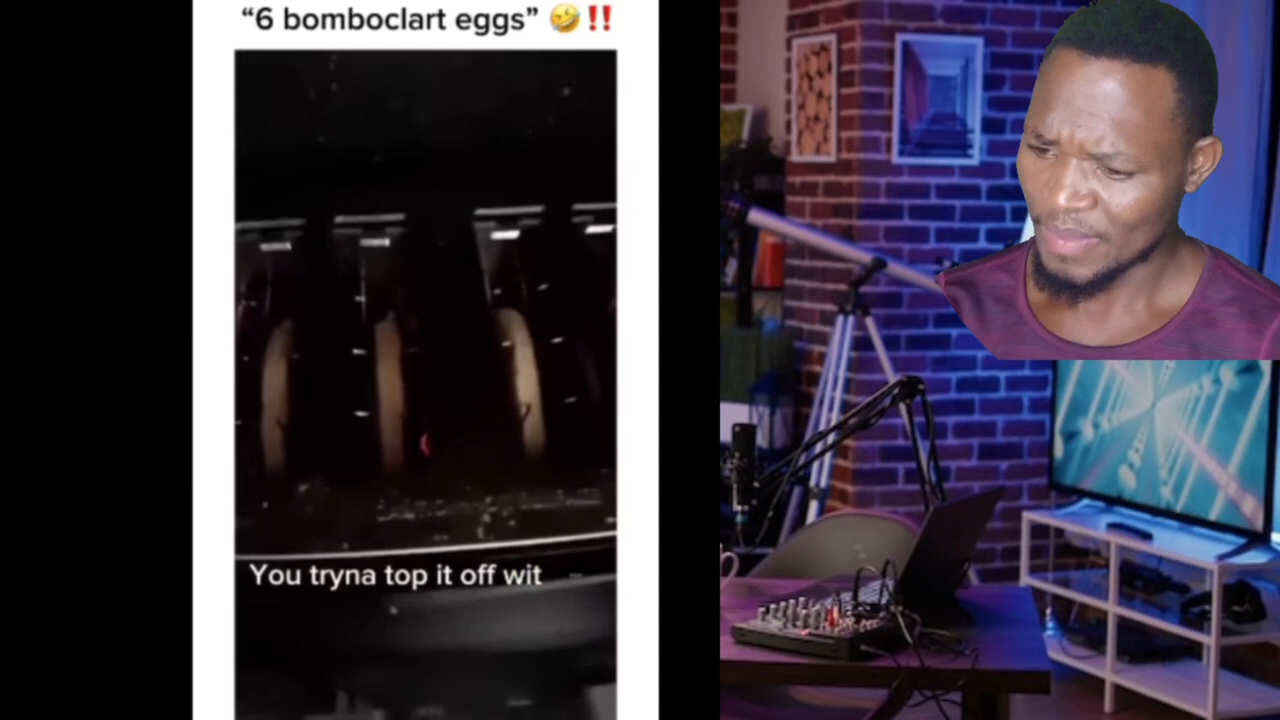 “6 bomboclart eggs” 🤣‼️
You tryna top it off wit